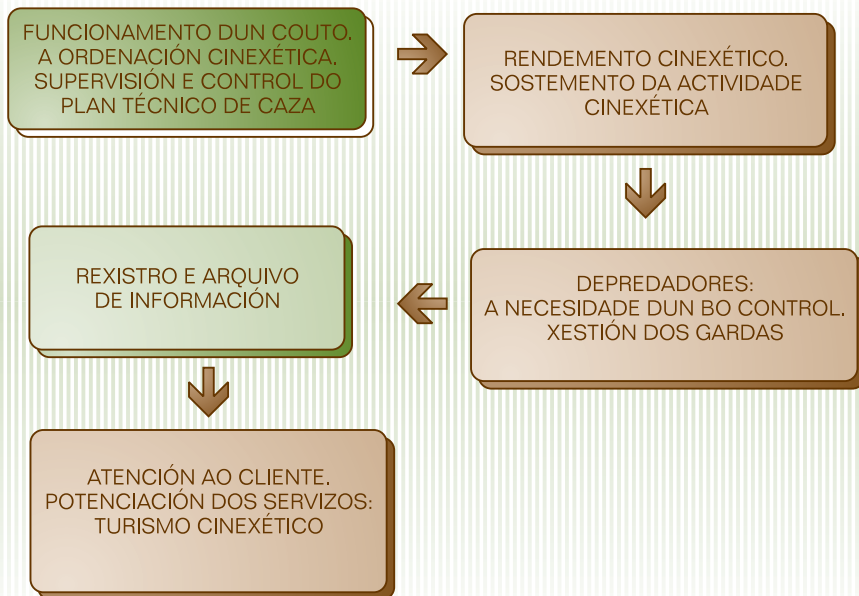 FUNCIONAMENTO DUN COUTO.
A ORDENACIÓN CINEXÉTICA.
SUPERVISIÓN E CONTROL DO
PLAN TÉCNICO DE CAZA
RENDEMENTO CINEXÉTICO.
SOSTEMENTO DA ACTIVIDADE
CINEXÉTICA
DEPREDADORES:
A NECESIDADE DUN BO CONTROL.
XESTIÓN DOS GARDAS
REXISTRO E ARQUIVO
DE INFORMACIÓN
ATENCIÓN AO CLIENTE.
POTENCIACIÓN DOS SERVIZOS:
TURISMO CINEXÉTICO